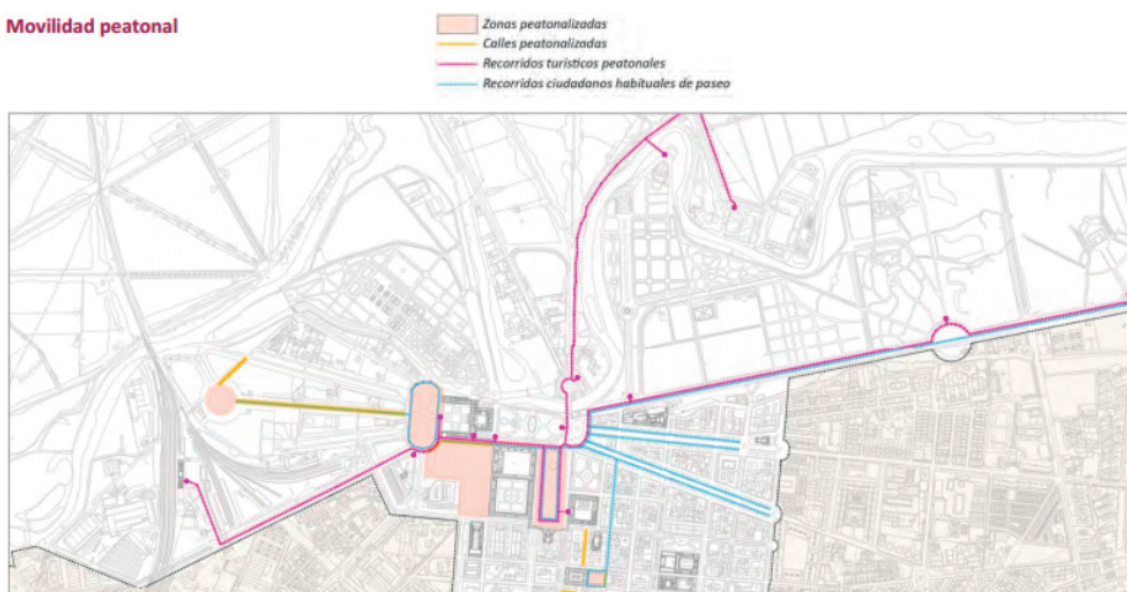 Movilidad peatonal
Zonas peatonalizadas
Calles peatonalizadas
Recorridos turísticos peatonales
Recorridos ciudadanos habituales de paseo